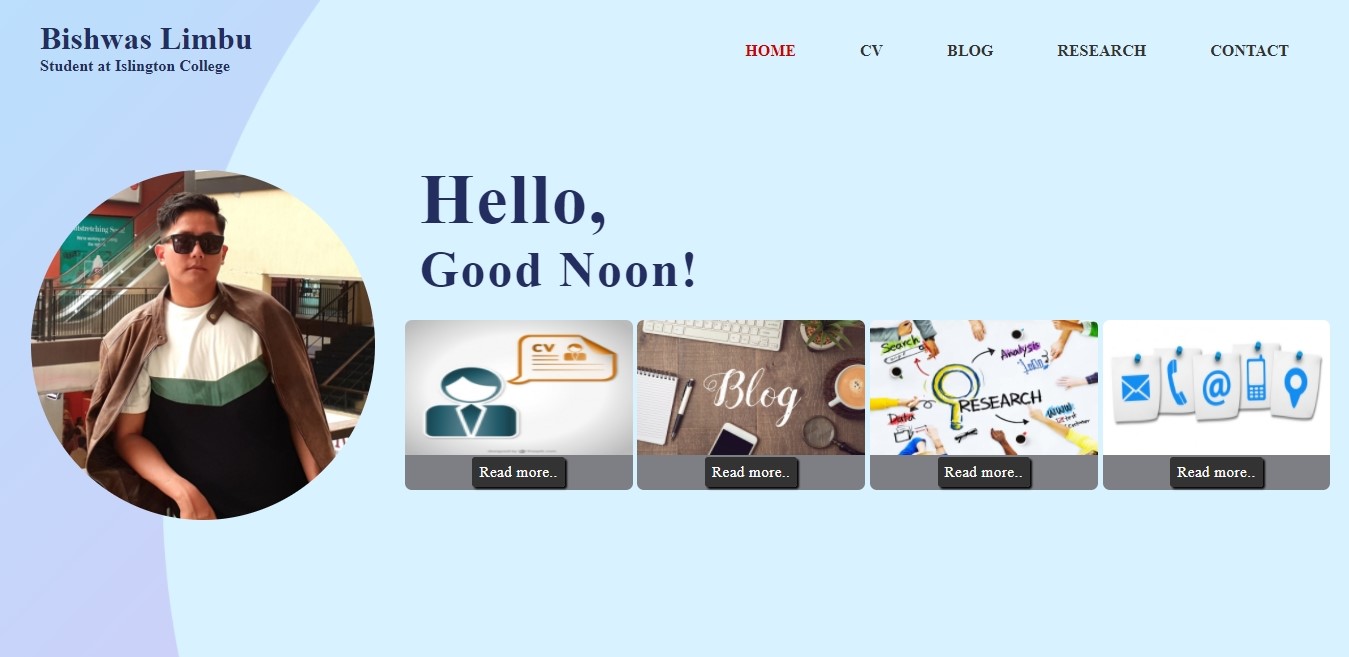 Bishwas Limbu
Student at Islington College
HOME CV BLOG RESEARCH CONTACT
Hello,
Good Noon!
CV
Blog
Search
Analysis
RESEARCH
Data
WWW
@
Read more..
Read more..
Read more..
Read more..